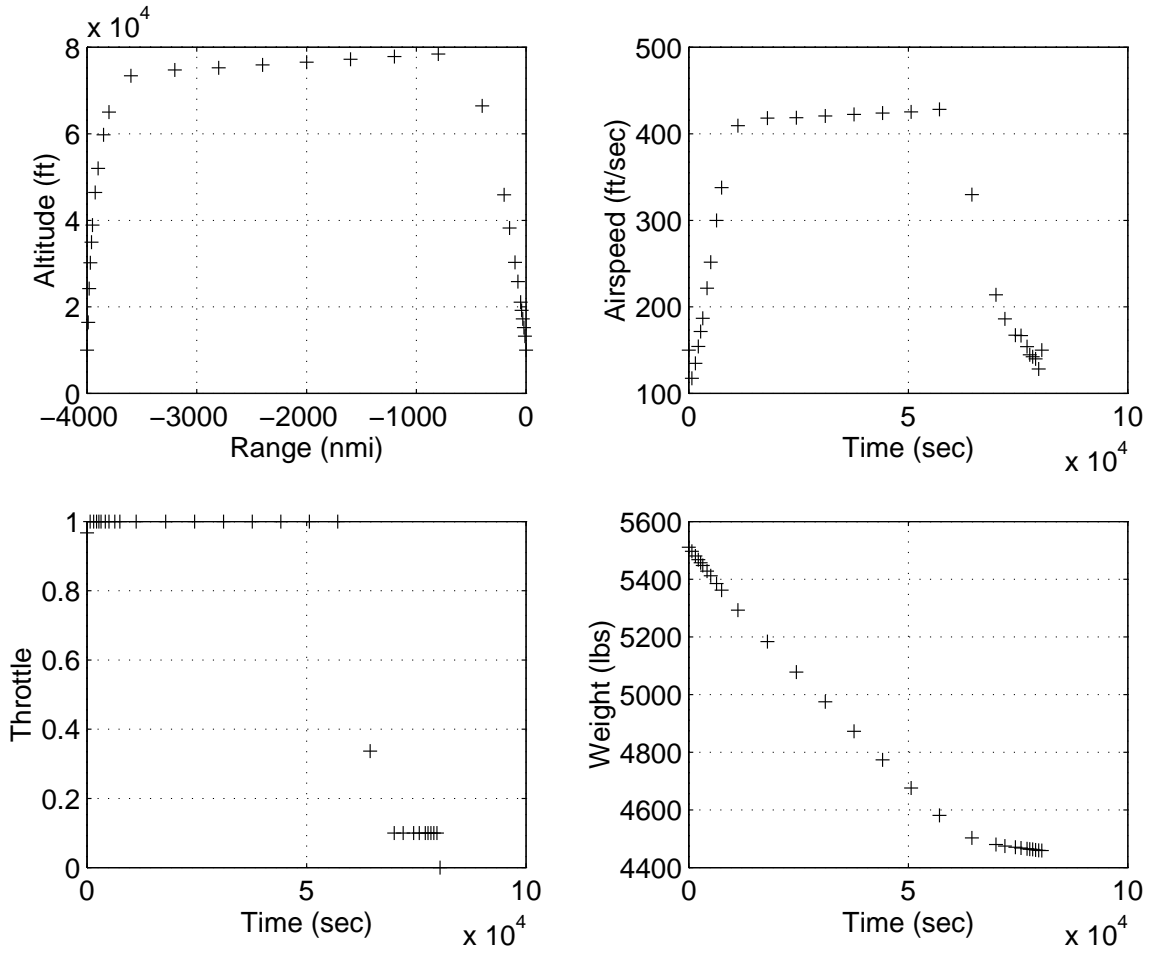 x 10^4
8
6
4
2
0
Altitude (ft)
−4000 −3000 −2000 −1000 0
Range (nmi)
500
400
300
200
100
Airspeed (ft/sec)
0 5 10
Time (sec)
x 10^4
1
0.8
0.6
0.4
0.2
0
Throttle
0 5 10
Time (sec)
x 10^4
5600
5400
5200
5000
4800
4600
4400
Weight (lbs)
0 5 10
Time (sec)
x 10^4